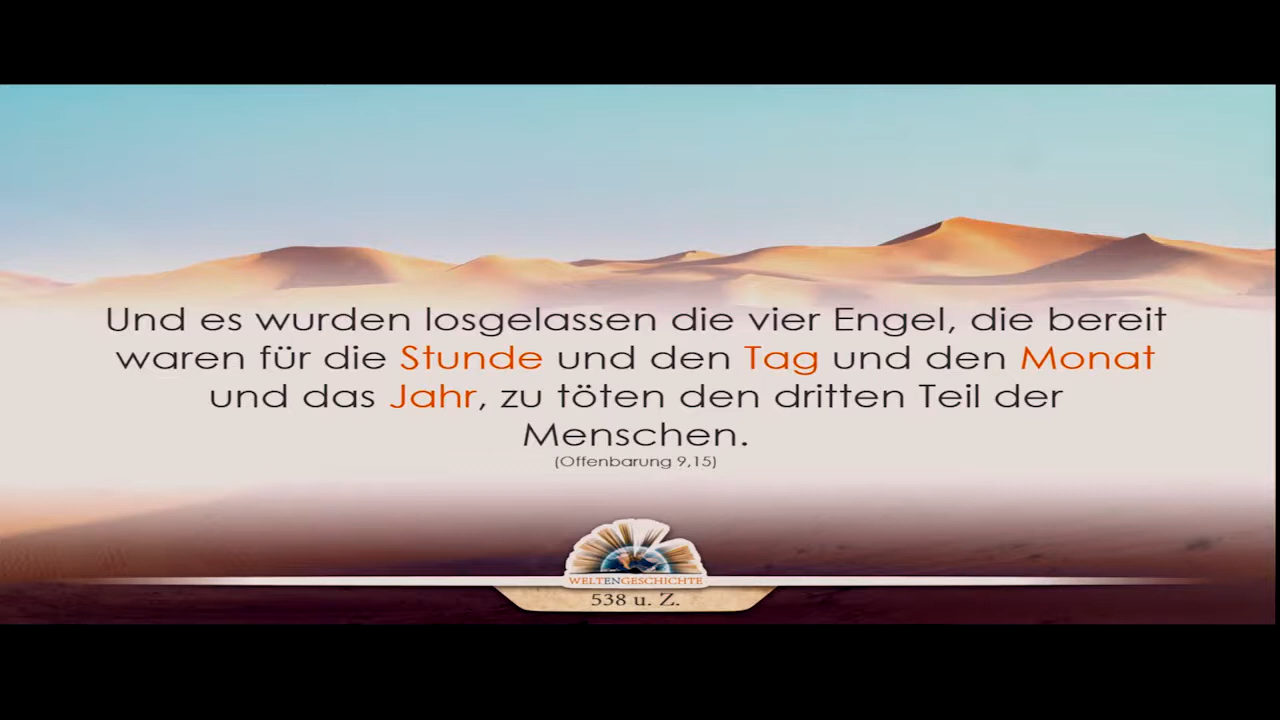 Und es wurden losgelassen die vier Engel, die bereit
waren für die Stunde und den Tag und den Monat
und das Jahr, zu töten den dritten Teil der
Menschen.
(Offenbarung 9,15)
WELTENGESCHICHTE
538 u. Z.